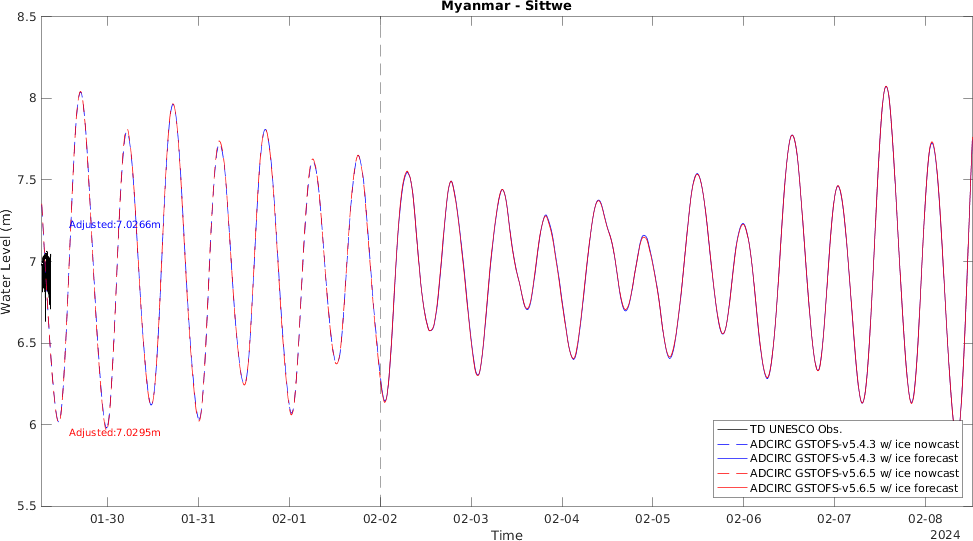 Myanmar - Sittwe
8.5
8
7.5
7
6.5
6
5.5
Water Level (m)
Adjusted:7.0266m
Adjusted:7.0295m
TD UNESCO Obs.
ADCIRC GSTOFS-v5.4.3 w/ ice nowcast
ADCIRC GSTOFS-v5.4.3 w/ ice forecast
ADCIRC GSTOFS-v5.6.5 w/ ice nowcast
ADCIRC GSTOFS-v5.6.5 w/ ice forecast
01-30 01-31 02-01 02-02 02-03 02-04 02-05 02-06 02-07 02-08
Time 2024